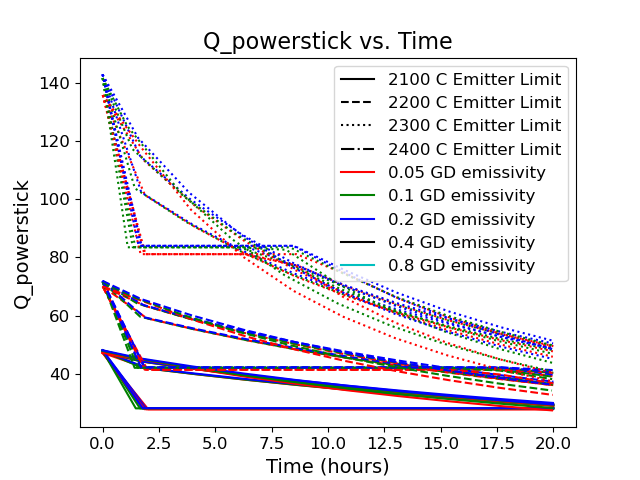 Q_powerstick vs. Time
2100 C Emitter Limit
2200 C Emitter Limit
2300 C Emitter Limit
2400 C Emitter Limit
0.05 GD emissivity
0.1 GD emissivity
0.2 GD emissivity
0.4 GD emissivity
0.8 GD emissivity
Q_powerstick
140
120
100
80
60
40
0.0 2.5 5.0 7.5 10.0 12.5 15.0 17.5 20.0
Time (hours)